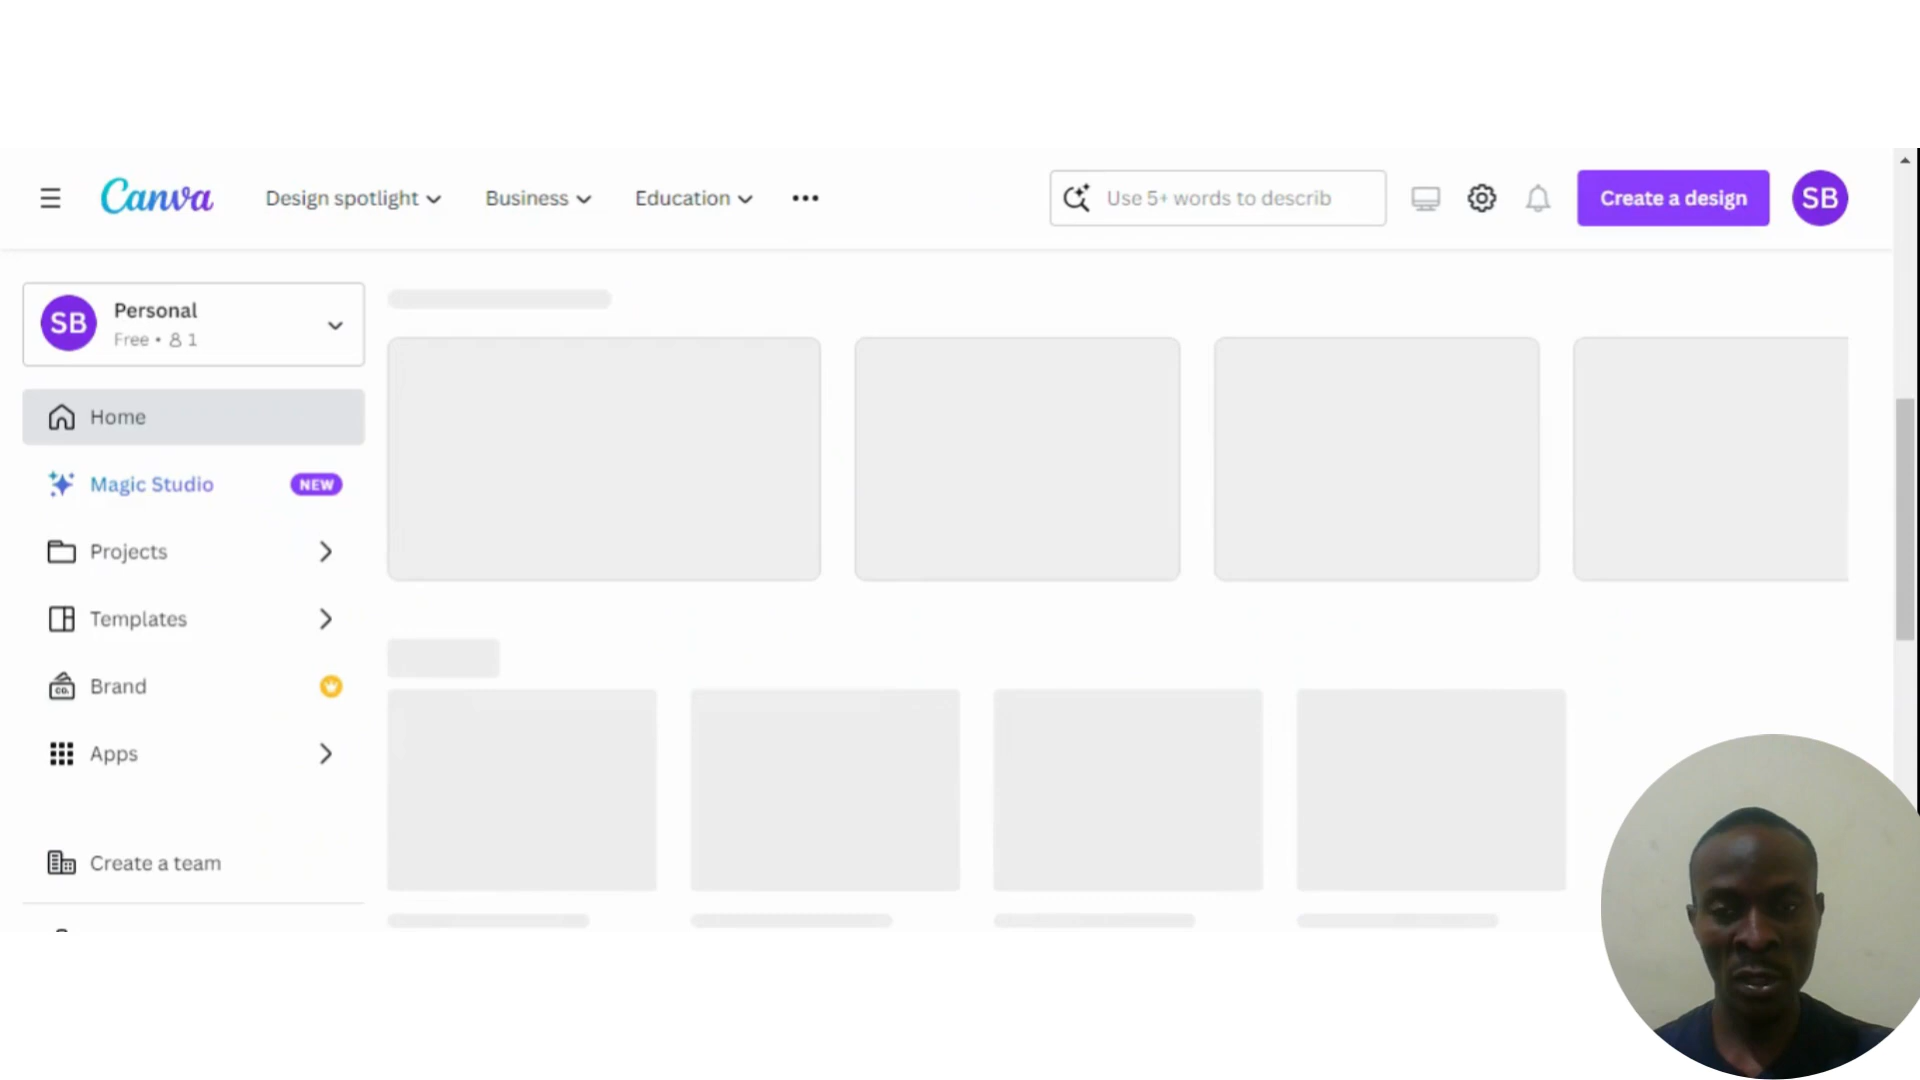 Canva
Design spotlight
Business
Education
Use 5+ words to describ
Create a design
SB
SB
Personal
Free • 1
Home
Magic Studio
NEW
Projects
Templates
CO.
Brand
Apps
Create a team